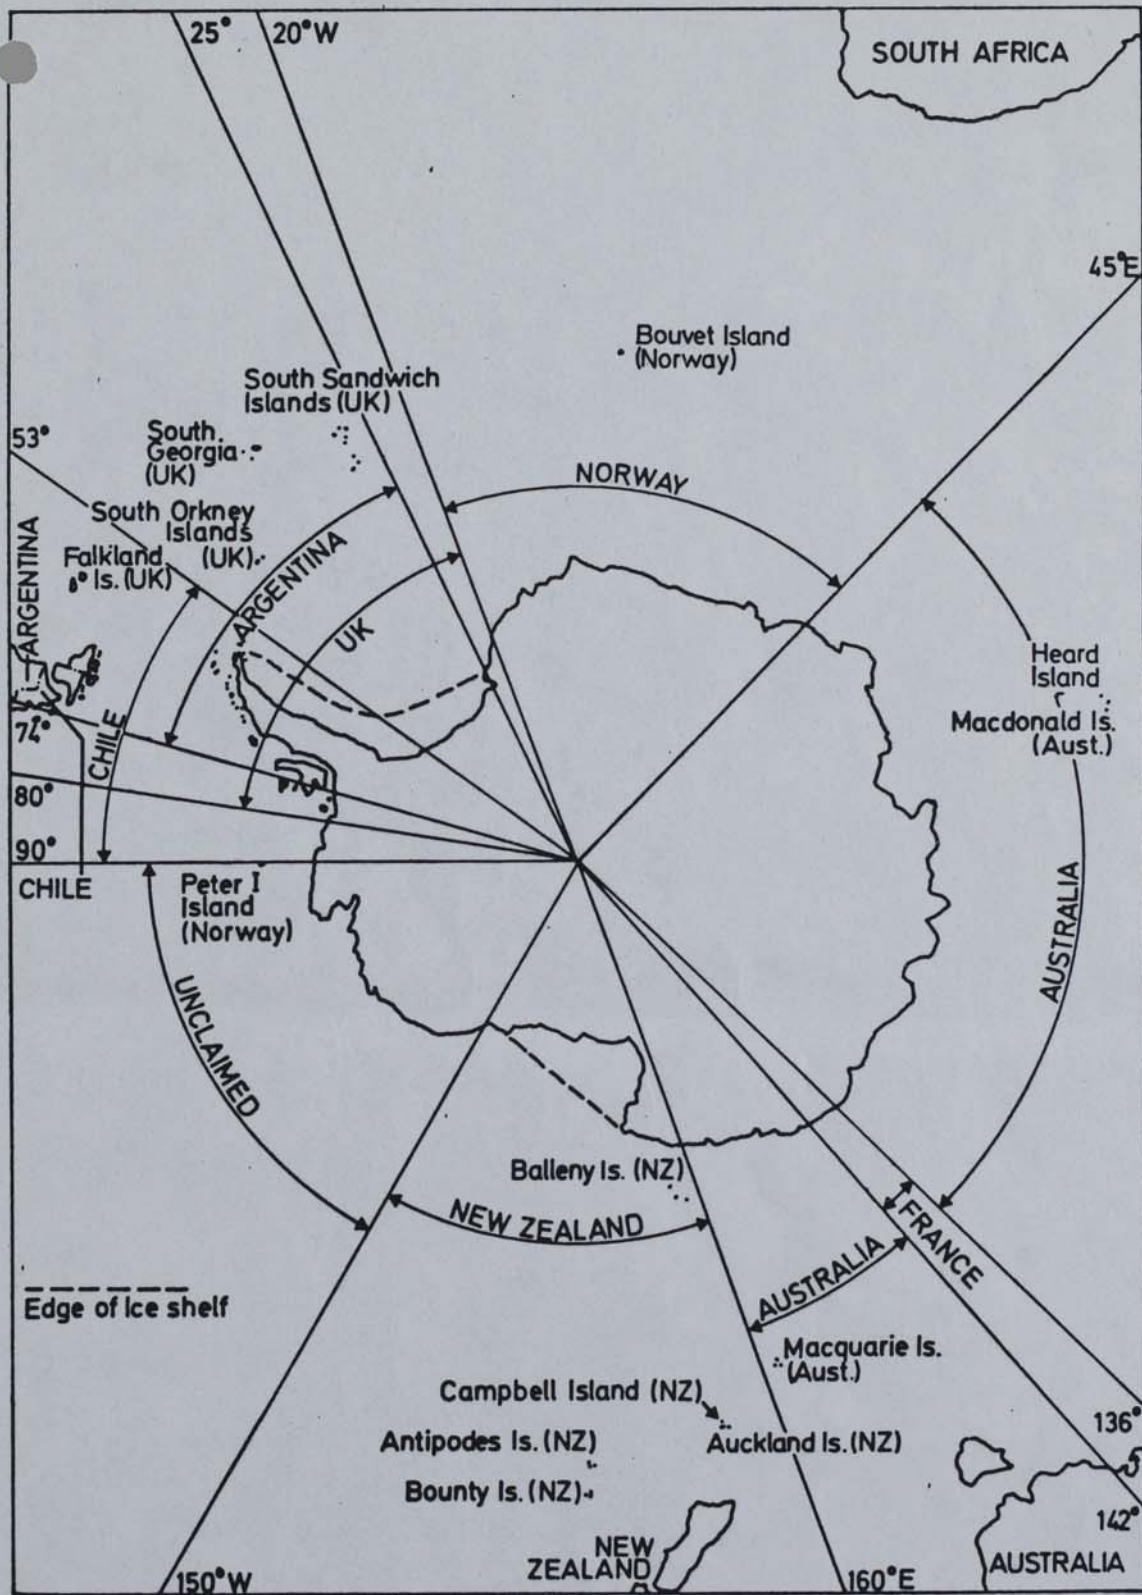 25°
20°W
SOUTH AFRICA
45°E
Bouvet Island
(Norway)
South Sandwich
Islands (UK)
53°
South
Georgia
(UK)
NORWAY
South Orkney
Islands
(UK)
Falkland
Is. (UK)
ARGENTINA
ARGENTINA
UK
Heard
Island
Macdonald Is.
(Aust.)
74°
CHILE
80°
90°
CHILE
Peter I
Island
(Norway)
AUSTRALIA
UNCLAIMED
Balleny Is. (NZ)
NEW ZEALAND
FRANCE
AUSTRALIA
Edge of Ice shelf
Macquarie Is.
(Aust.)
Campbell Island (NZ)
136°
Antipodes Is. (NZ)
Auckland Is. (NZ)
Bounty Is. (NZ)
142°
NEW
ZEALAND
AUSTRALIA
150°W
160°E